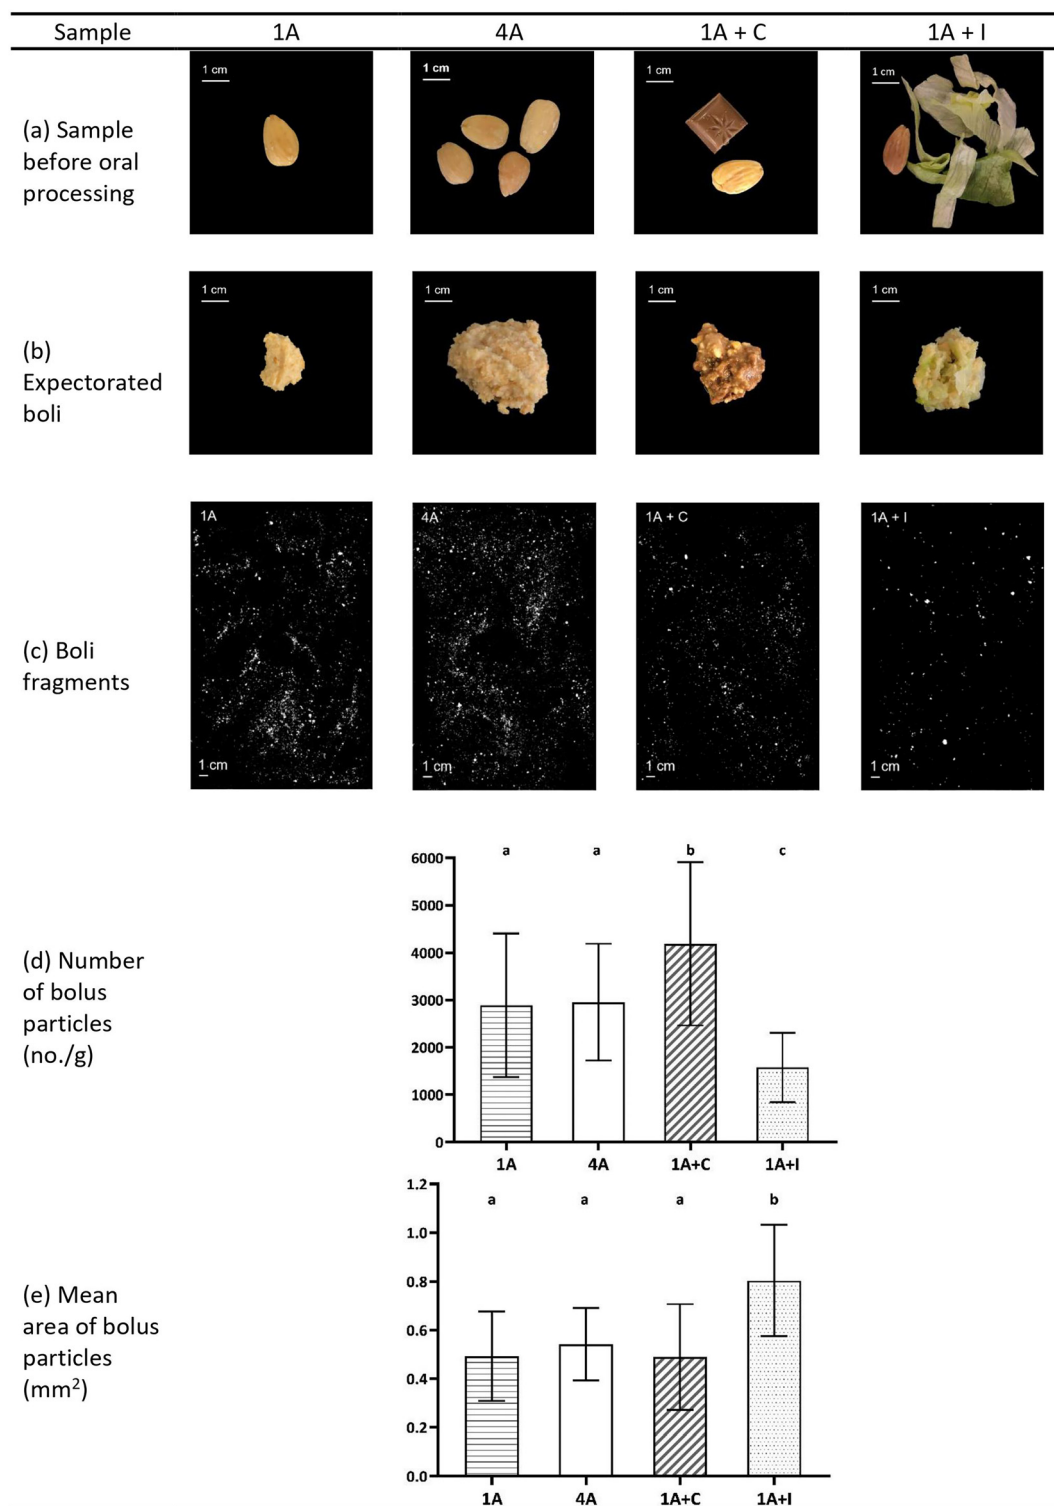 Sample 1A 4A 1A + C 1A + I
(a) Sample
before oral
processing
1 cm 1 cm 1 cm 1 cm
(b)
Expectorated
boli
1 cm 1 cm 1 cm 1 cm
(c) Boli
fragments
1A 4A 1A + C 1A + I
1 cm 1 cm 1 cm 1 cm
(d) Number
of bolus
particles
(no./g)
a a b c
6000
5000
4000
3000
2000
1000
0
1A 4A 1A+C 1A+I
(e) Mean
area of bolus
particles
(mm²)
a a a b
1.2
1.0
0.8
0.6
0.4
0.2
0.0
1A 4A 1A+C 1A+I